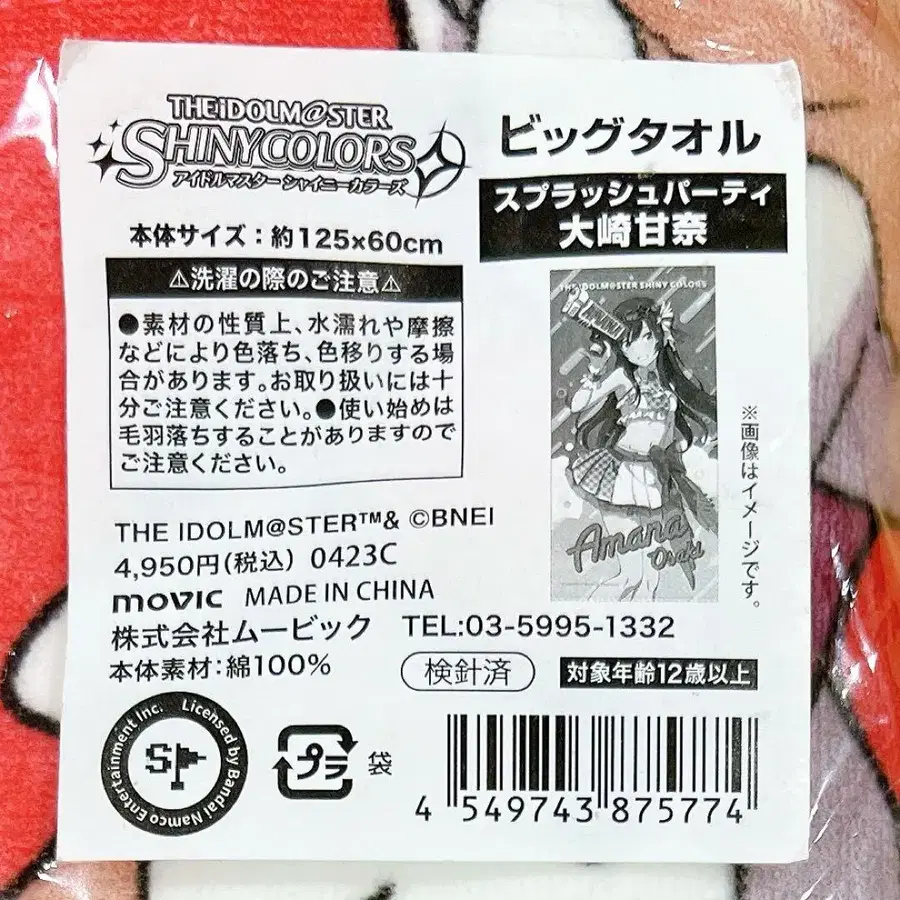 THE IDOLM@STER
SHINYCOLORS
アイドルマスター シャイニーカラーズ
ビッグタオル
スプラッシュパーティ
大崎甘奈
本体サイズ：約125×60cm
⚠洗濯の際のご注意⚠
●素材の性質上、水濡れや摩擦
などにより色落ち、色移りする場
合があります。お取り扱いには十
分ご注意ください。●使い始めは
毛羽落ちすることがありますので
ご注意ください。
THE IDOLM@STER SHINY COLORS
AMANA
Amana
Osaki
※画像はイメージです。
THE IDOLM@STER™& ©BNEI
4,950円(税込) 0423C
movic MADE IN CHINA
株式会社ムービック TEL:03-5995-1332
本体素材：綿100%
検針済
対象年齢12歳以上
Licensed by Bandai Namco Entertainment Inc.
SP
プラ
袋
4 549743 875774